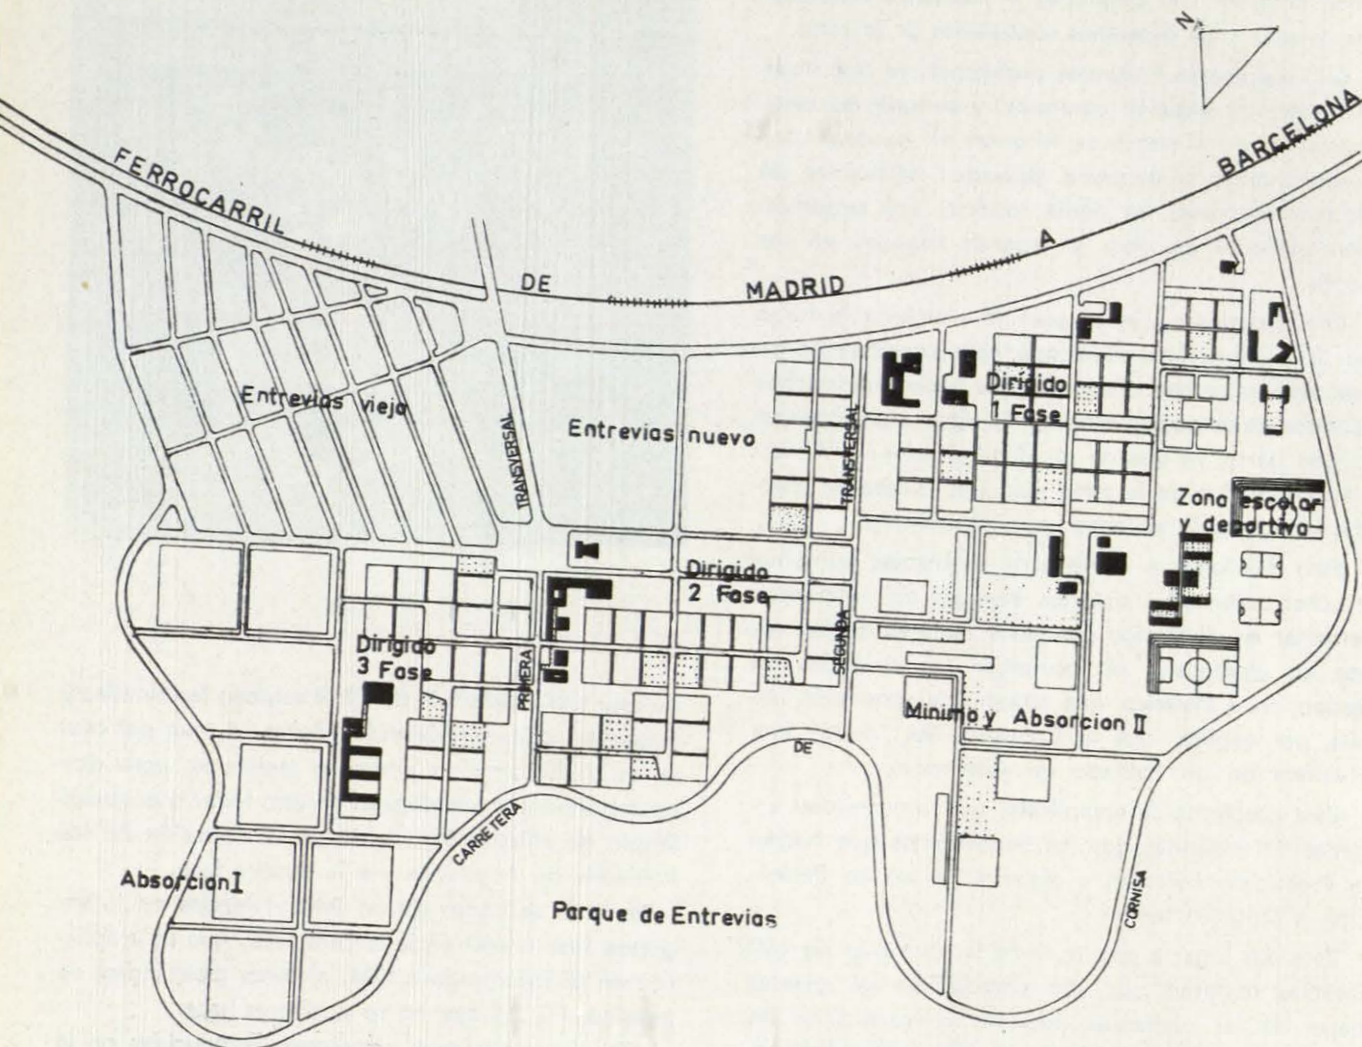 N
FERROCARRIL DE MADRID A BARCELONA
Entrevias vieja
TRANSVERSAL
Entrevias nuevo
TRANSVERSAL
Dirigido
1 Fase
Zona escolar
y deportiva
Dirigido
2 Fase
Dirigido
3 Fase
PRIMERA
SEGUNDA
Minimo y Absorcion II
CARRETERA DE CORNISA
Absorcion I
Parque de Entrevias